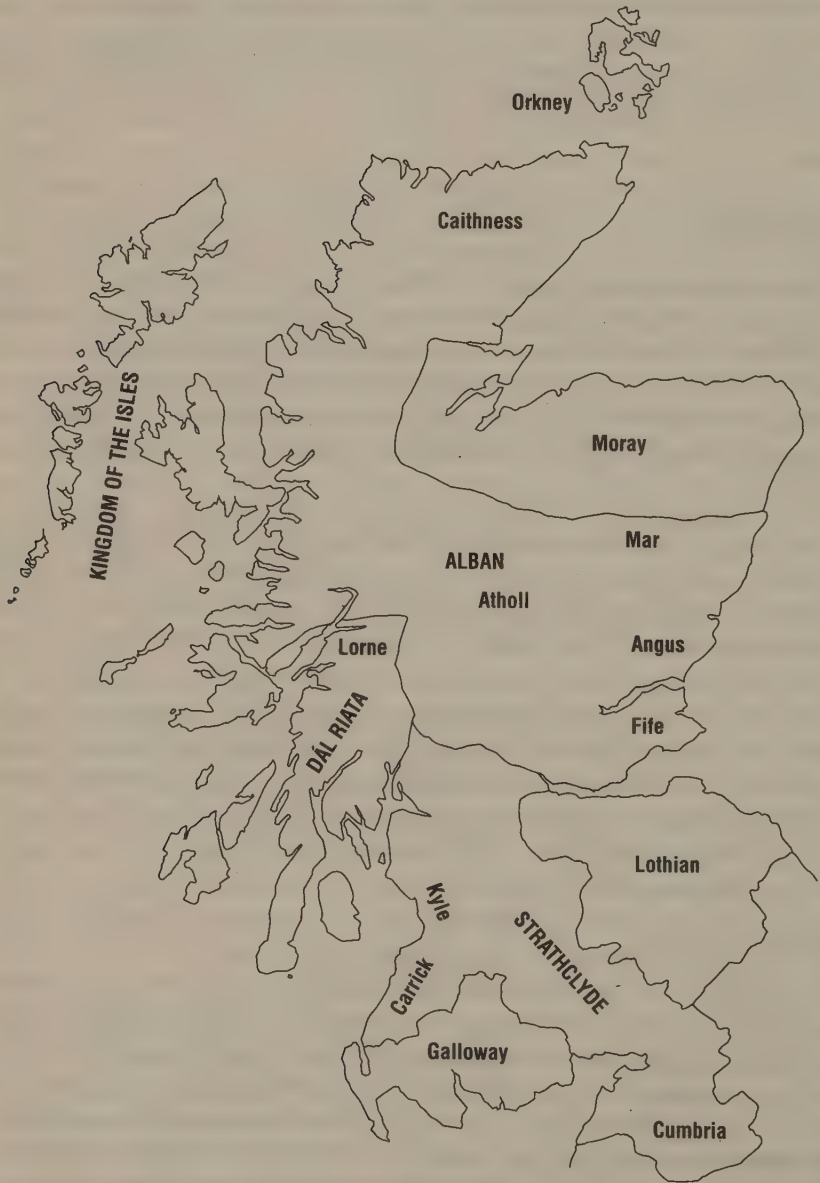 Orkney
Caithness
KINGDOM OF THE ISLES
Moray
Mar
ALBAN
Atholl
Angus
Lorne
DÁL RIATA
Fife
Lothian
Kyle
STRATHCLYDE
Carrick
Galloway
Cumbria